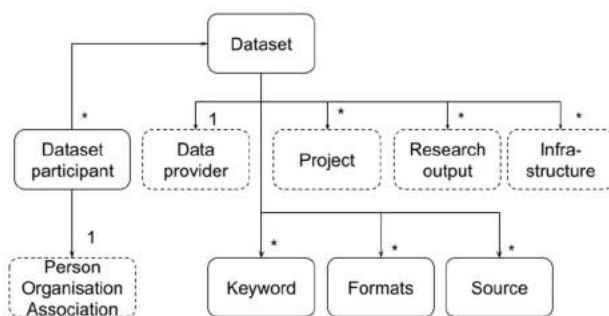 Dataset
*
1
*
*
*
Dataset
participant
Data
provider
Project
Research
output
Infra-
structure
1
*
*
*
Person
Organisation
Association
Keyword
Formats
Source